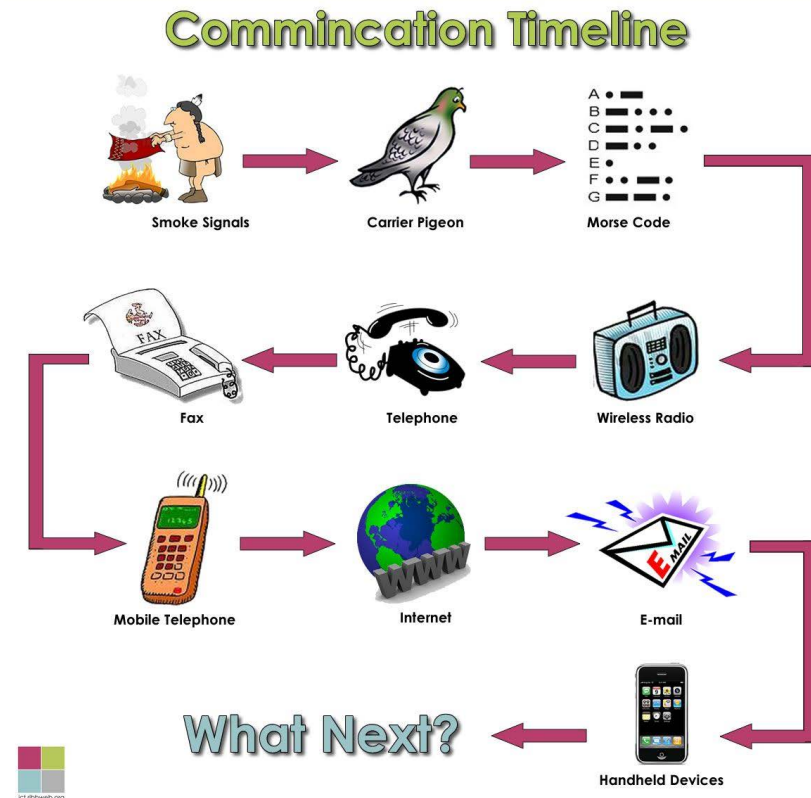 Commincation Timeline
Smoke Signals
Carrier Pigeon
A
B
C
D
E
F
G
Morse Code
Wireless Radio
Telephone
FAX
Fax
12345
Mobile Telephone
WWW
Internet
E MAIL
E-mail
Handheld Devices
What Next?